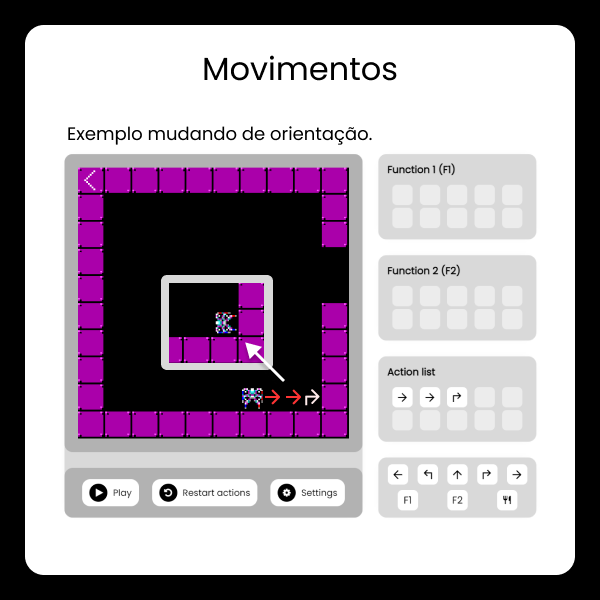 Movimentos
Exemplo mudando de orientação.
Function 1 (F1)
Function 2 (F2)
Action list
Play
Restart actions
Settings
F1
F2